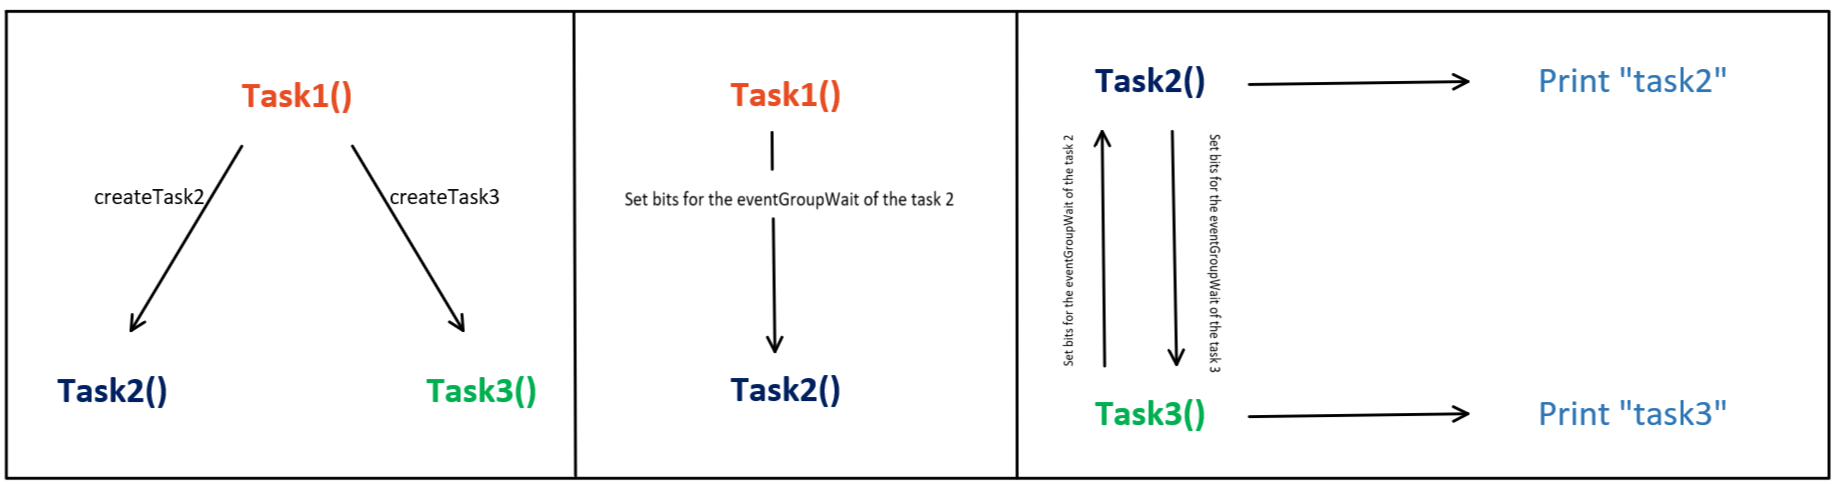 Task1()
createTask2
createTask3
Task2()
Task3()
Task1()
Set bits for the eventGroupWait of the task 2
Task2()
Task2()
Print "task2"
Set bits for the eventGroupWait of the task 2
Set bits for the eventGroupWait of the task 3
Task3()
Print "task3"